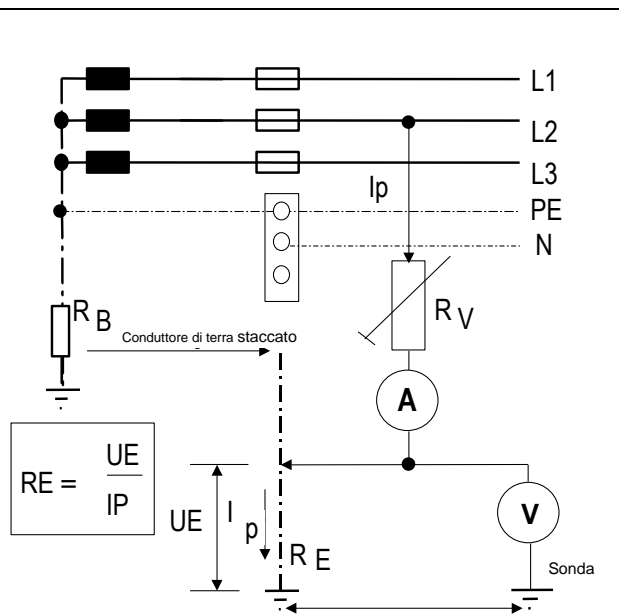 L1
L2
L3
Ip
PE
N
R B
R V
Conduttore di terra staccato
A
RE = UE
IP
UE
I p
R E
V
Sonda